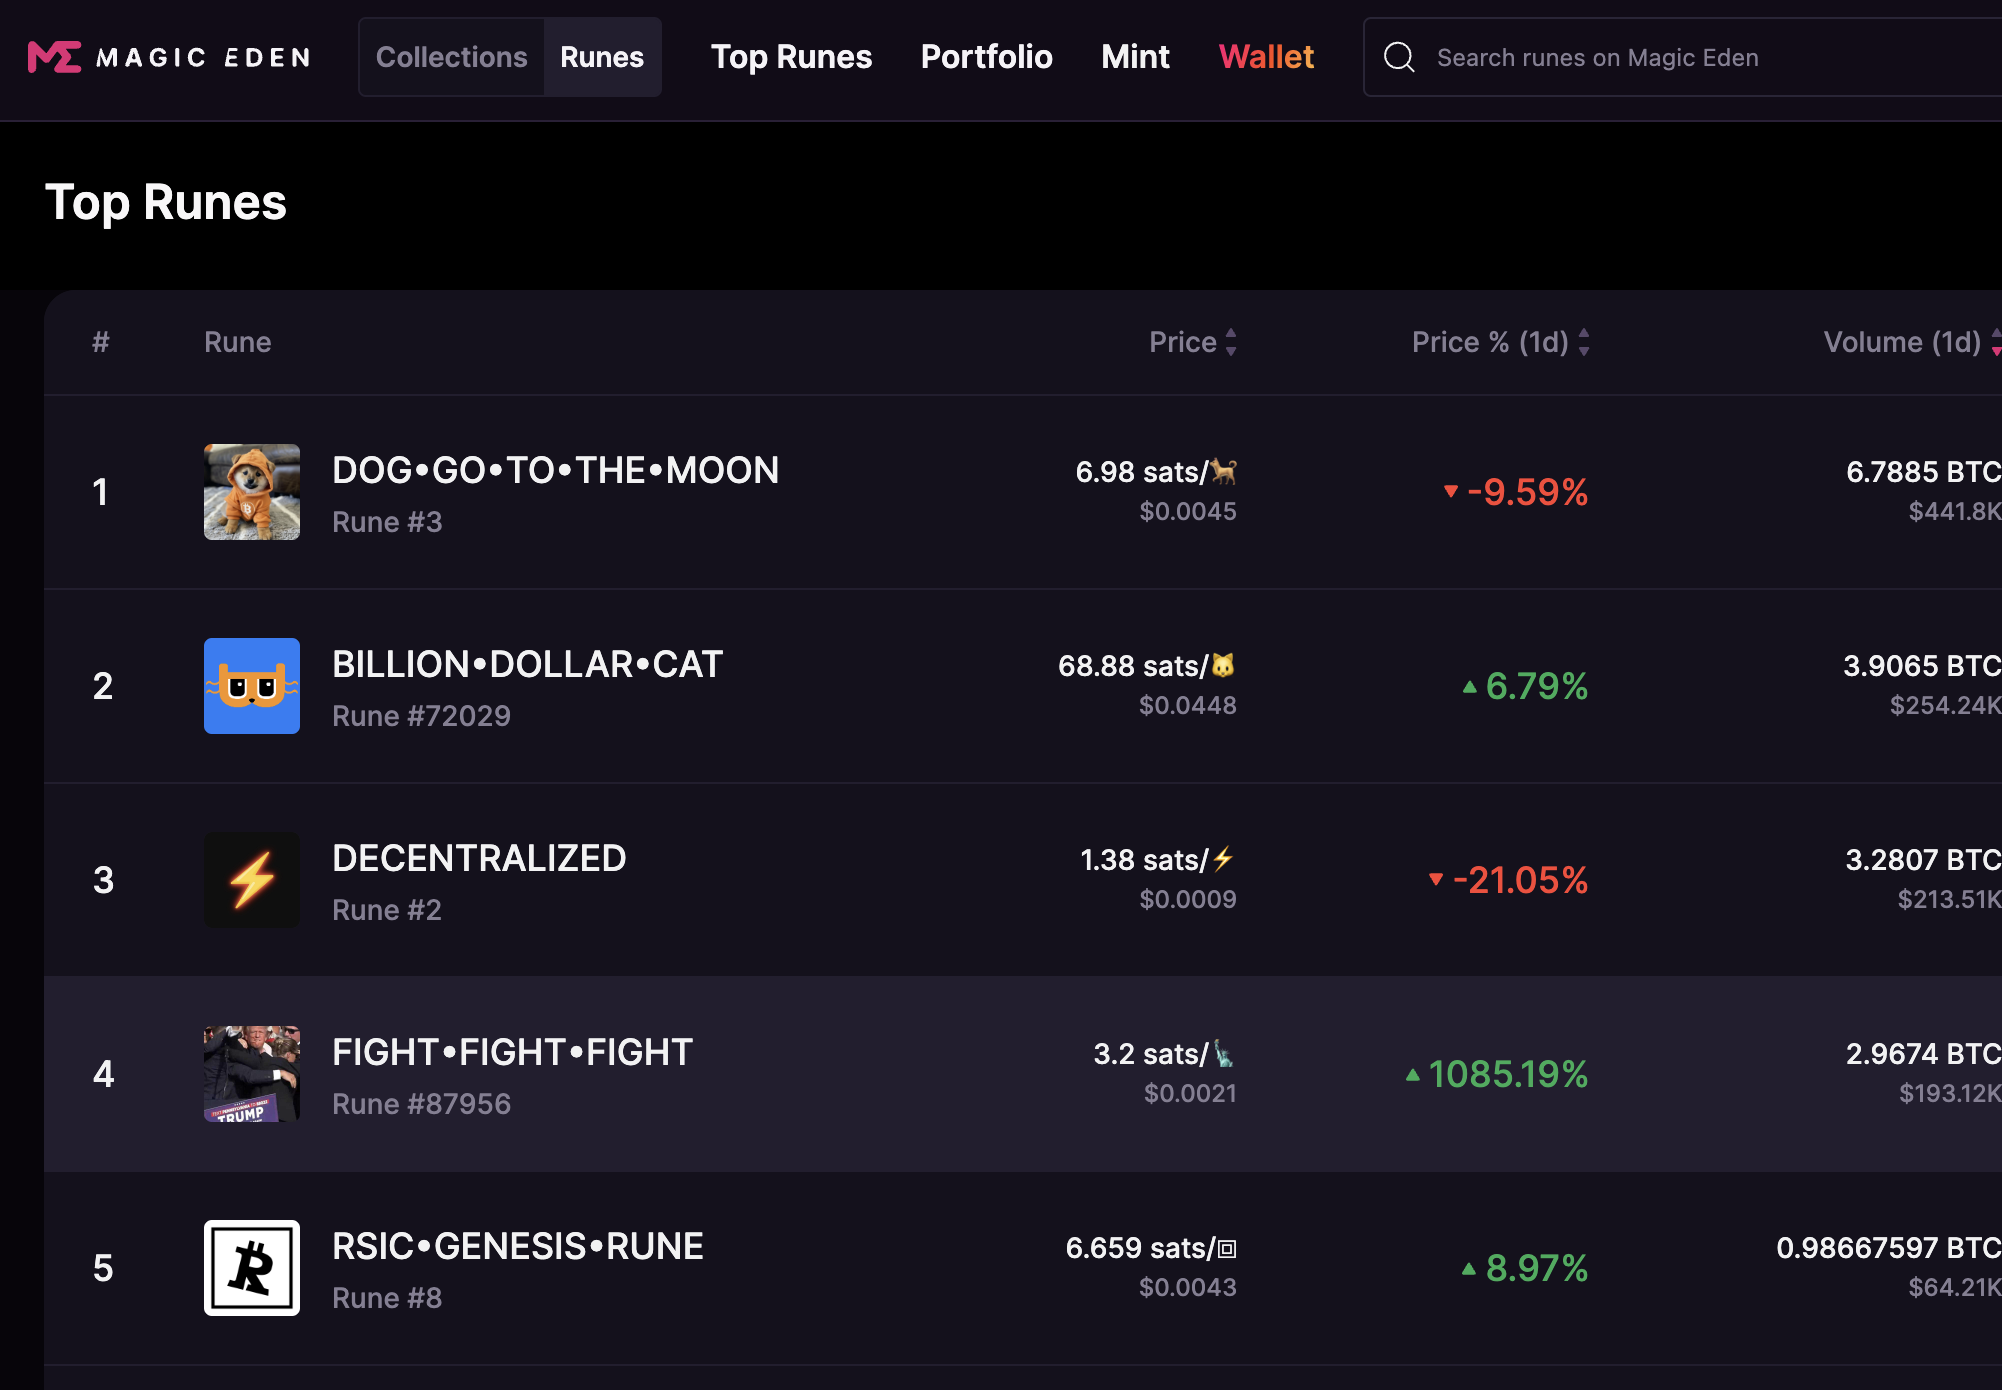 MAGIC EDEN
Collections Runes Top Runes Portfolio Mint Wallet Search runes on Magic Eden
Top Runes
# Rune Price Price % (1d) Volume (1d)
1 DOG•GO•TO•THE•MOON 6.98 sats/🐕 -9.59% 6.7885 BTC
Rune #3 $0.0045 $441.8K
2 BILLION•DOLLAR•CAT 68.88 sats/🐱 6.79% 3.9065 BTC
Rune #72029 $0.0448 $254.24K
3 DECENTRALIZED 1.38 sats/⚡ -21.05% 3.2807 BTC
Rune #2 $0.0009 $213.51K
TRUMP
4 FIGHT•FIGHT•FIGHT 3.2 sats/🗽 1085.19% 2.9674 BTC
Rune #87956 $0.0021 $193.12K
5 RSIC•GENESIS•RUNE 6.659 sats/⧈ 8.97% 0.98667597 BTC
Rune #8 $0.0043 $64.21K